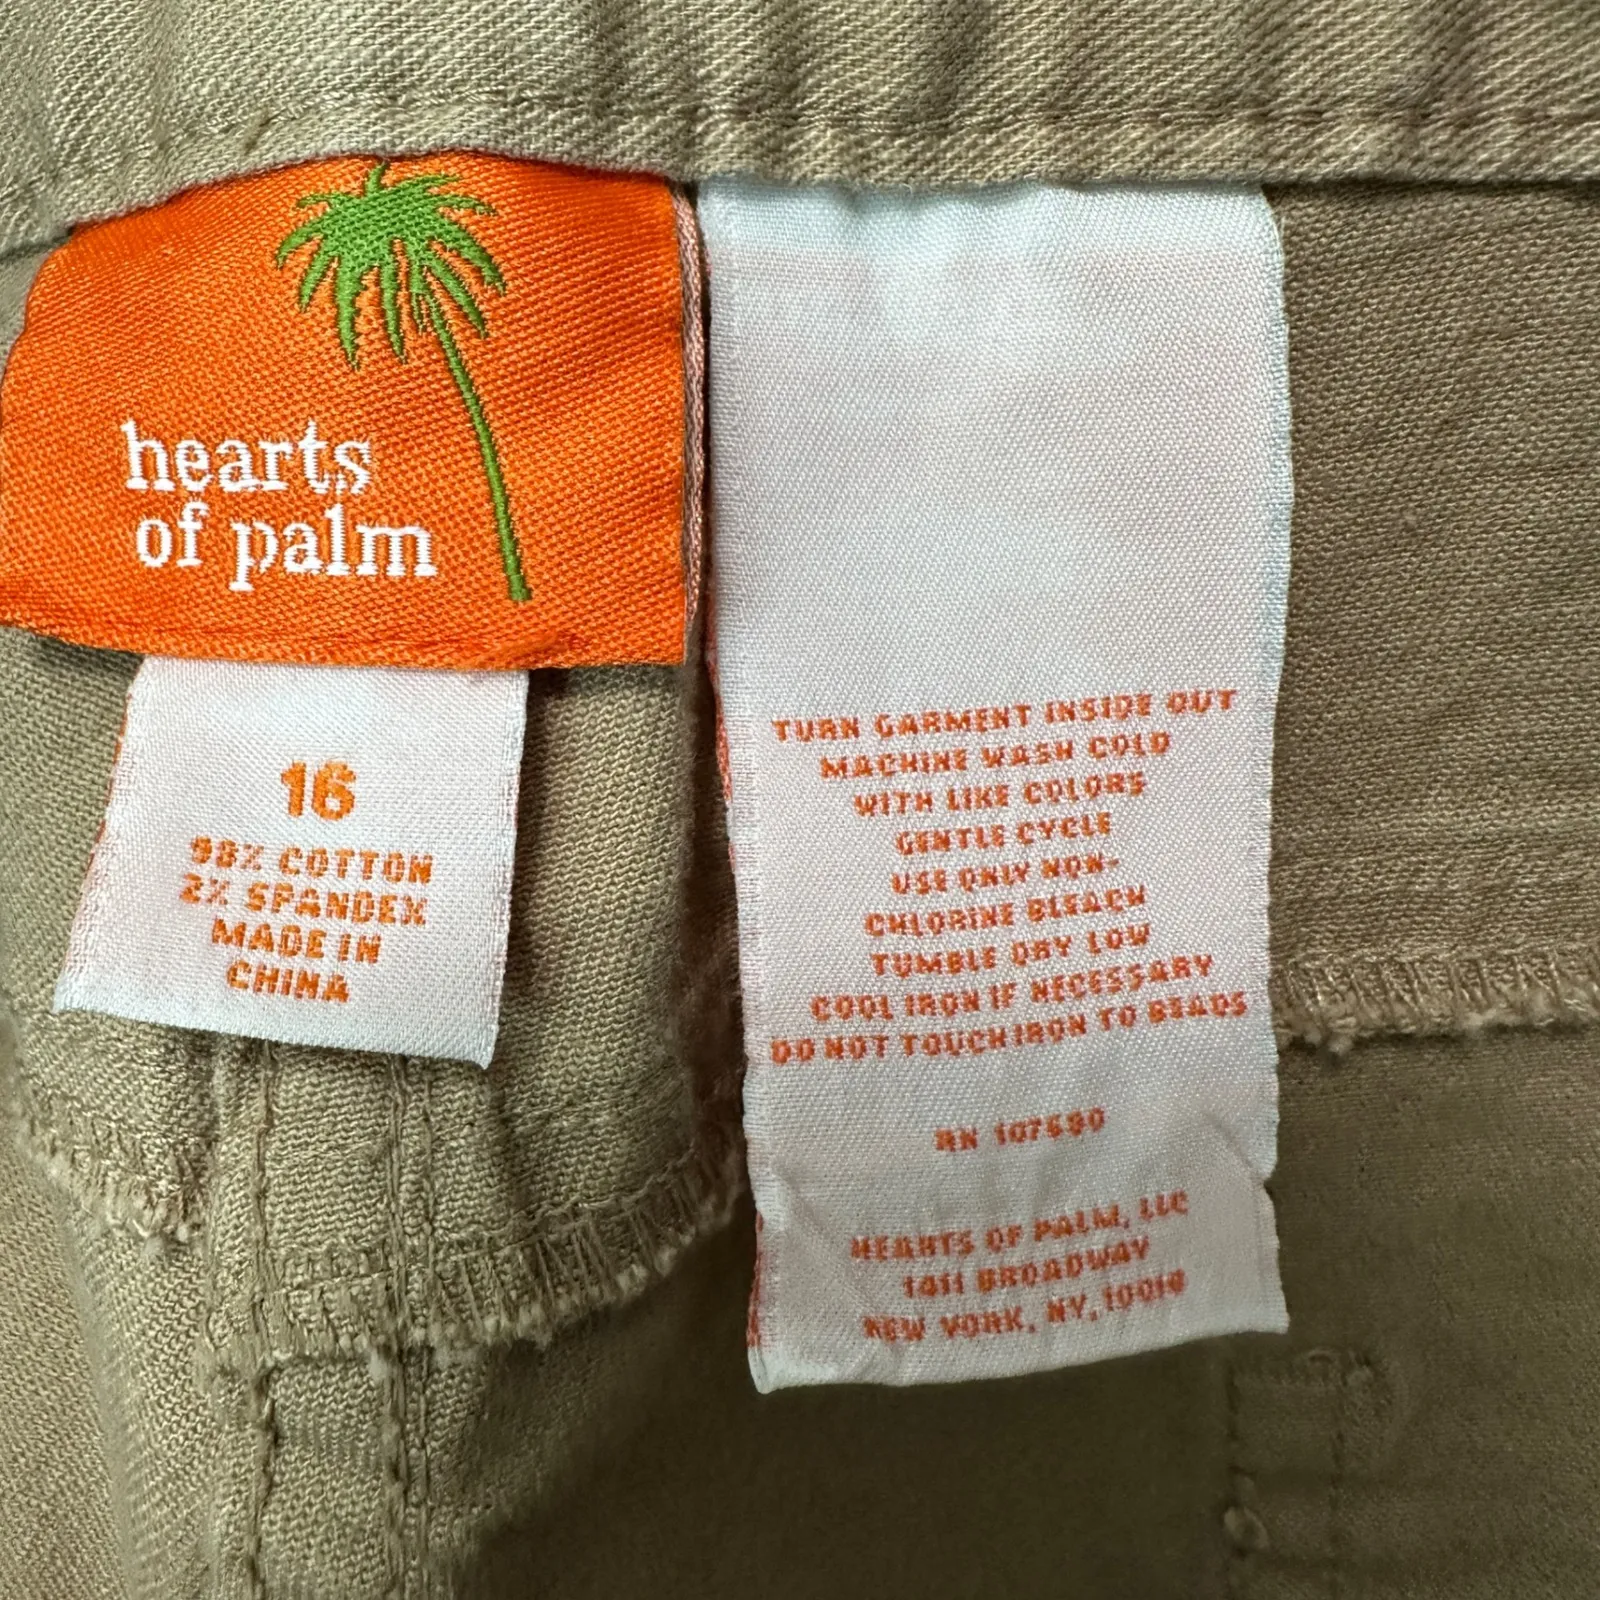 hearts
of palm
16
98% COTTON
2% SPANDEX
MADE IN
CHINA
TURN GARMENT INSIDE OUT
MACHINE WASH COLD
WITH LIKE COLORS
GENTLE CYCLE
USE ONLY NON-
CHLORINE BLEACH
TUMBLE DRY LOW
COOL IRON IF NECESSARY
DO NOT TOUCH IRON TO BEADS
RN
HEARTS OF PALM, LLC
1411 BROADWAY
NEW YORK, NY, 10018